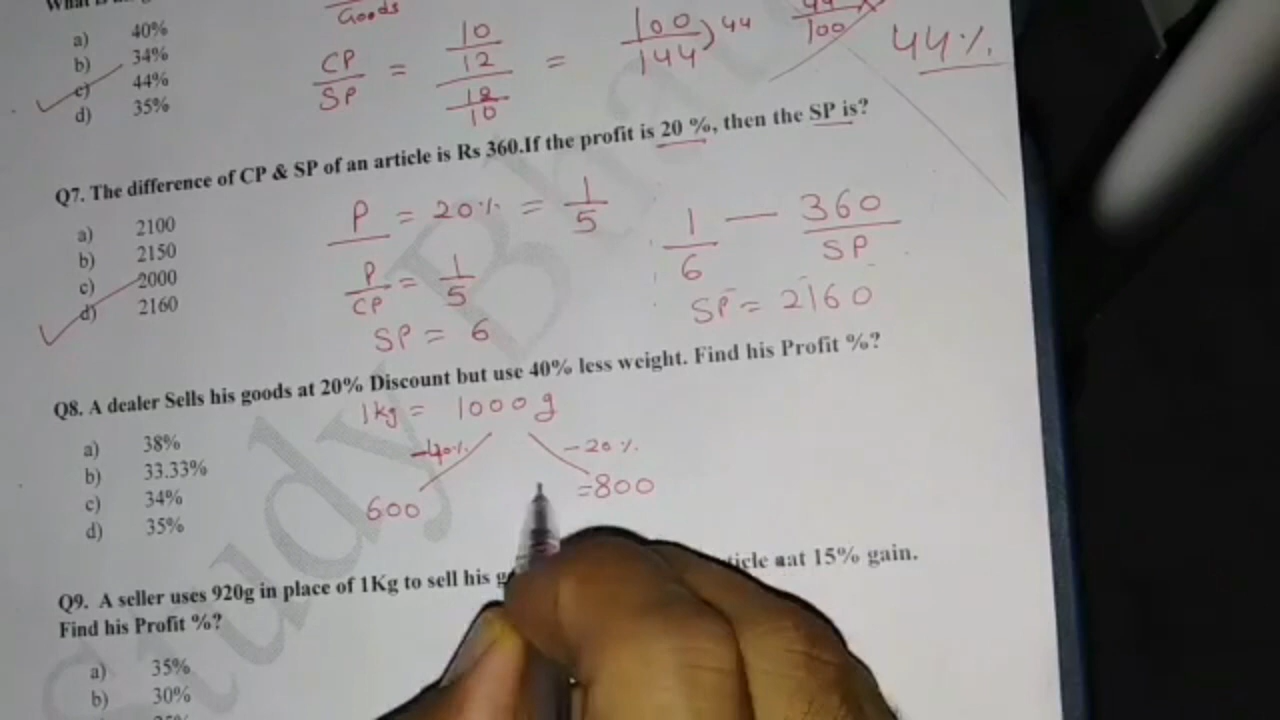 a) 40%
b) 34%
c) 44%
d) 35%
Goods
CP/SP = 10/12 / 12/10 = 100/144 ) 44
44/100
44%
Q7. The difference of CP & SP of an article is Rs 360.If the profit is 20 %, then the SP is?
a) 2100
b) 2150
c) 2000
d) 2160
P = 20% = 1/5
P/CP = 1/5
SP = 6
1/6 — 360/SP
SP = 2160
Q8. A dealer Sells his goods at 20% Discount but use 40% less weight. Find his Profit %?
a) 38%
b) 33.33%
c) 34%
d) 35%
1kg = 1000g
-40% -20%
600 =800
Q9. A seller uses 920g in place of 1Kg to sell his aat 15% gain.
Find his Profit %?
a) 35%
b) 30%
Study Bha